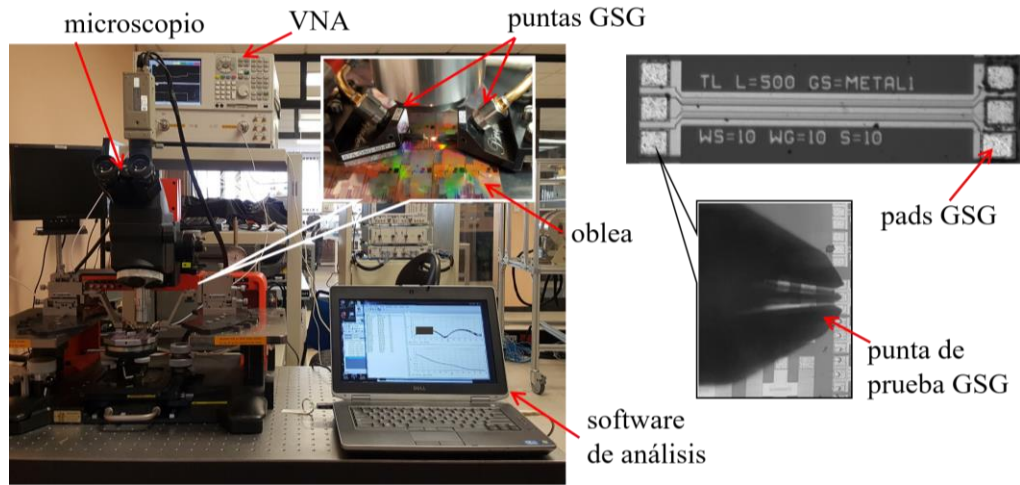 microscopio
VNA
puntas GSG
TL L=500 GS=METAL1
WS=10 WG=10 S=10
pads GSG
oblea
punta de
prueba GSG
software
de análisis
DELL